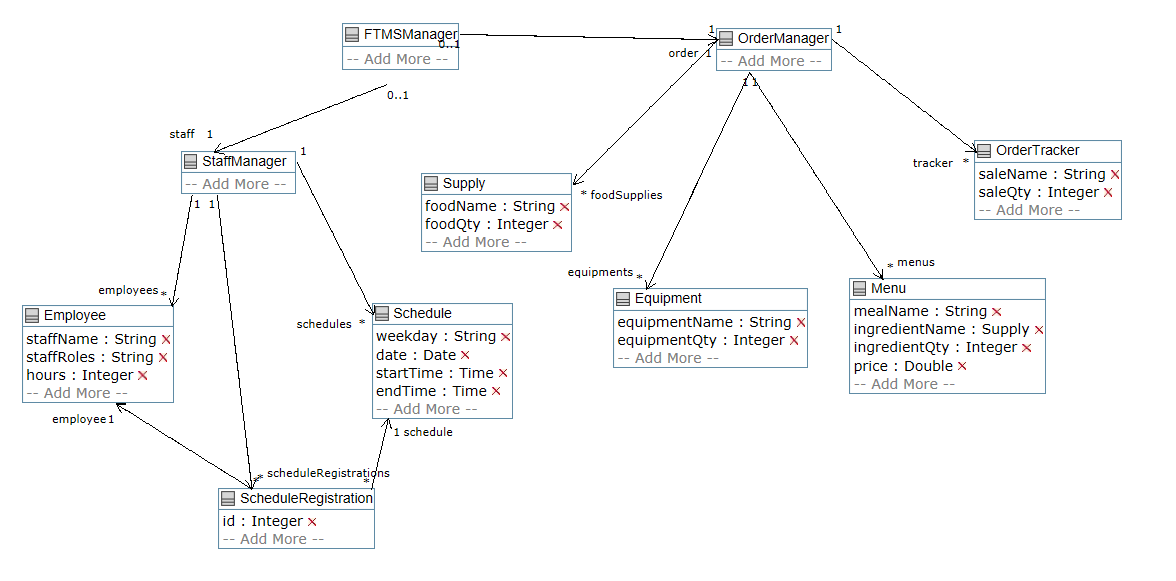 FTMSManager
-- Add More --
0..1
0..1
1
order 1
OrderManager
-- Add More --
1
1 1
staff 1
StaffManager
-- Add More --
1
1 1
Supply
foodName : String
foodQty : Integer
-- Add More --
* foodSupplies
tracker *
OrderTracker
saleName : String
saleQty : Integer
-- Add More --
employees *
Employee
staffName : String
staffRoles : String
hours : Integer
-- Add More --
schedules *
Schedule
weekday : String
date : Date
startTime : Time
endTime : Time
-- Add More --
equipments *
Equipment
equipmentName : String
equipmentQty : Integer
-- Add More --
* menus
Menu
mealName : String
ingredientName : Supply
ingredientQty : Integer
price : Double
-- Add More --
employee 1
1 schedule
* * scheduleRegistrations
*
ScheduleRegistration
id : Integer
-- Add More --